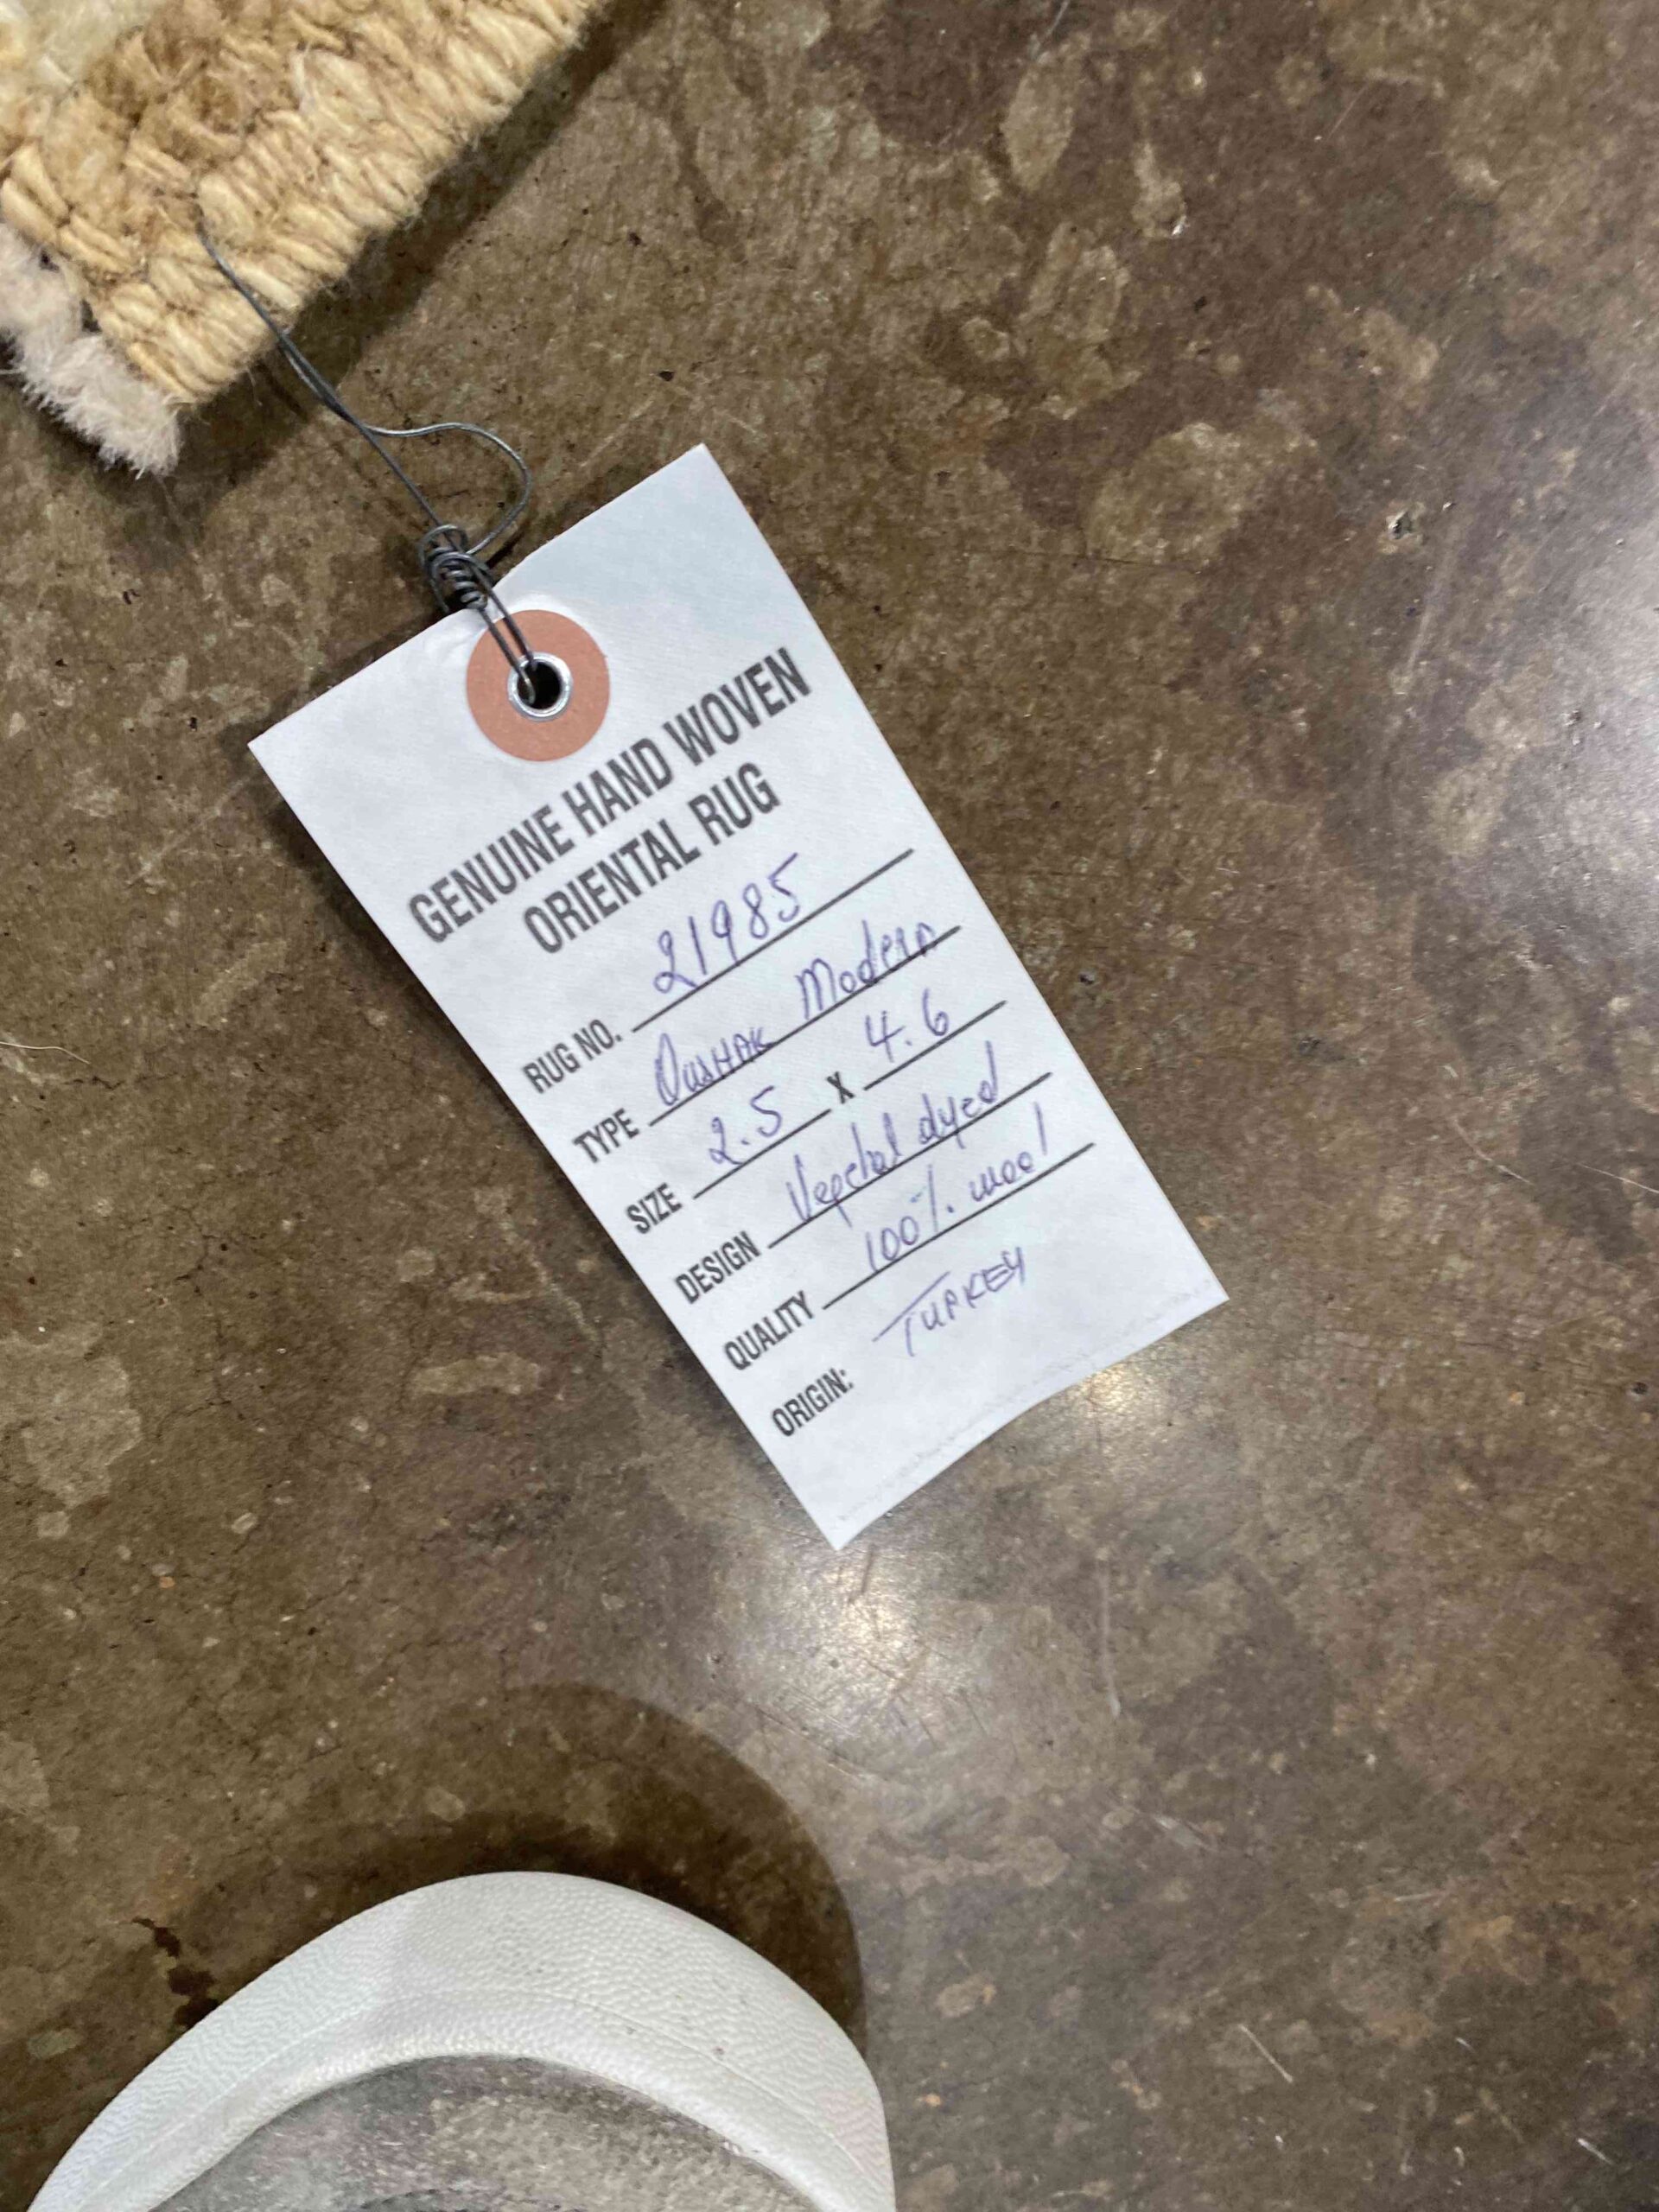 GENUINE HAND WOVEN
ORIENTAL RUG
RUG NO. 21985
TYPE OUSHAK Modern
SIZE 2.5 X 4.6
DESIGN Vegetal dyed
QUALITY 100% wool
ORIGIN: TURKEY